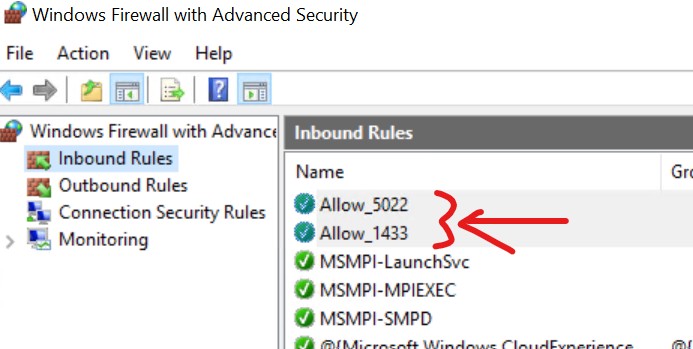 Windows Firewall with Advanced Security
File Action View Help
Windows Firewall with Advance
Inbound Rules
Outbound Rules
Connection Security Rules
Monitoring
Inbound Rules
Name Gro
Allow_5022
Allow_1433
MSMPI-LaunchSvc
MSMPI-MPIEXEC
MSMPI-SMPD
@{Microsoft.Windows.CloudExperience @{